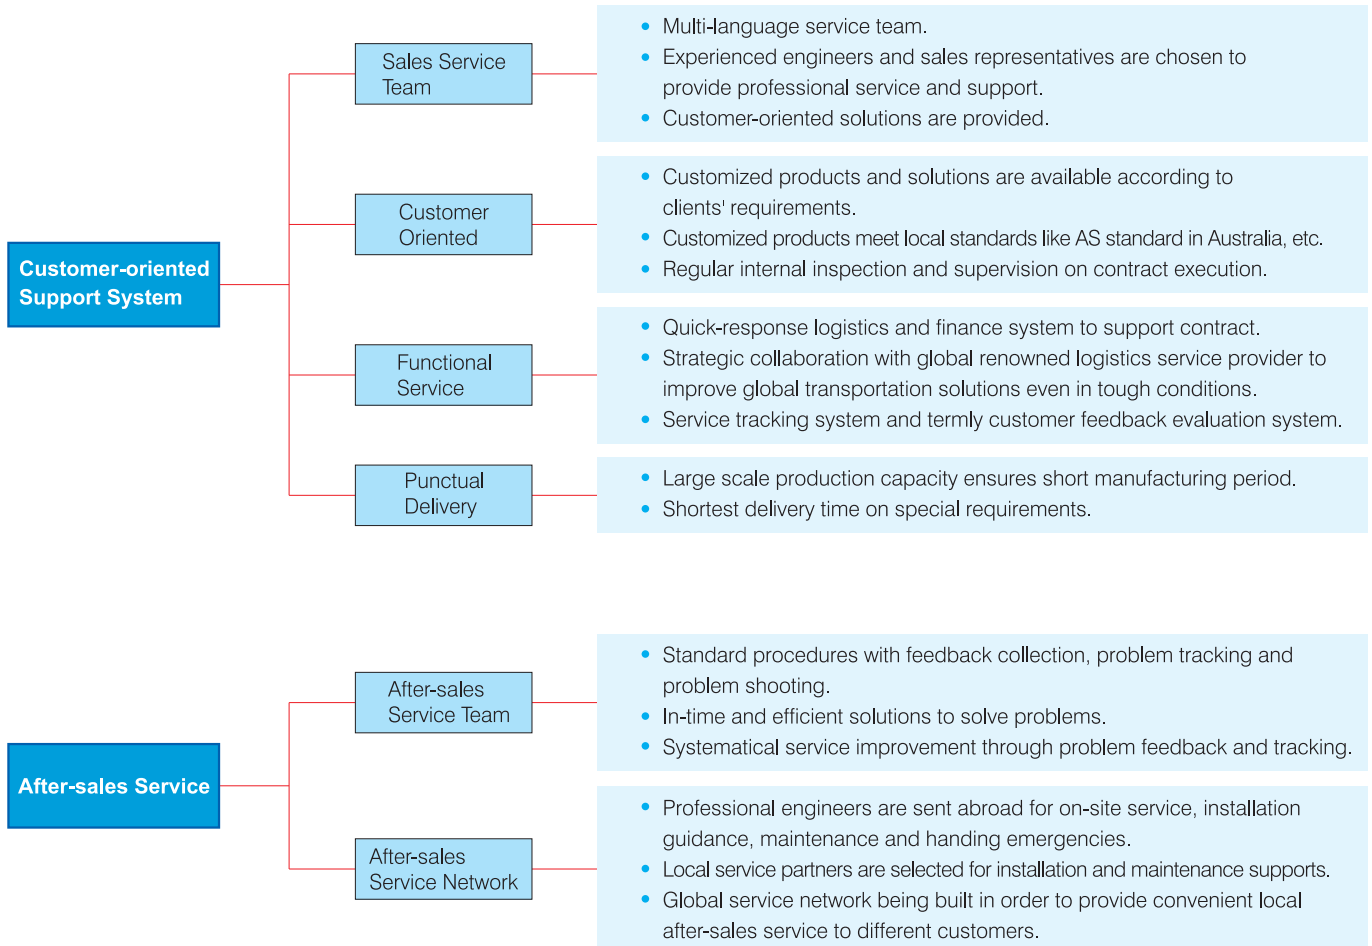 Customer-oriented
Support System
Sales Service
Team
• Multi-language service team.
• Experienced engineers and sales representatives are chosen to
provide professional service and support.
• Customer-oriented solutions are provided.
Customer
Oriented
• Customized products and solutions are available according to
clients' requirements.
• Customized products meet local standards like AS standard in Australia, etc.
• Regular internal inspection and supervision on contract execution.
Functional
Service
• Quick-response logistics and finance system to support contract.
• Strategic collaboration with global renowned logistics service provider to
improve global transportation solutions even in tough conditions.
• Service tracking system and termly customer feedback evaluation system.
Punctual
Delivery
• Large scale production capacity ensures short manufacturing period.
• Shortest delivery time on special requirements.
After-sales Service
After-sales
Service Team
• Standard procedures with feedback collection, problem tracking and
problem shooting.
• In-time and efficient solutions to solve problems.
• Systematical service improvement through problem feedback and tracking.
After-sales
Service Network
• Professional engineers are sent abroad for on-site service, installation
guidance, maintenance and handing emergencies.
• Local service partners are selected for installation and maintenance supports.
• Global service network being built in order to provide convenient local
after-sales service to different customers.